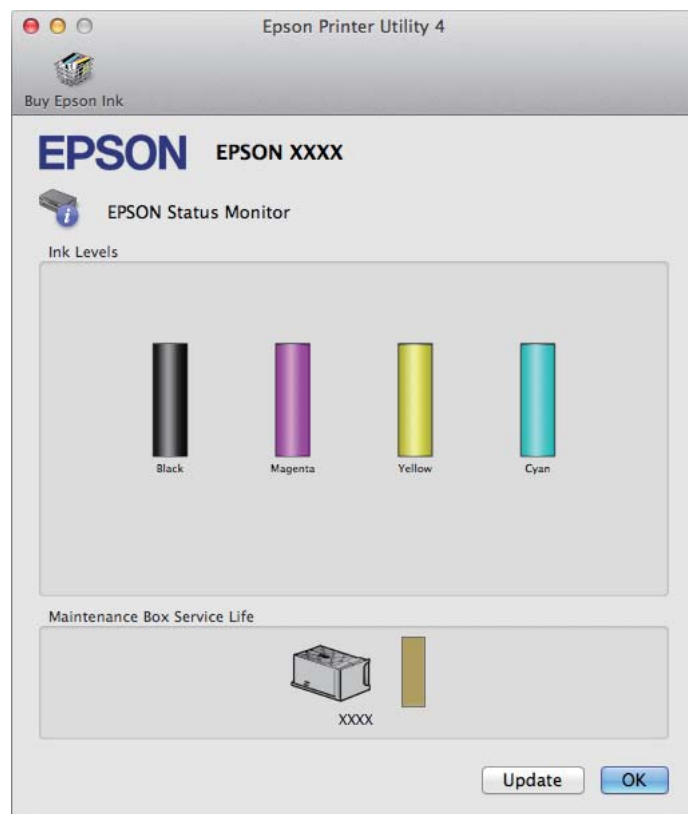 Epson Printer Utility 4
Buy Epson Ink
EPSON EPSON XXXX
EPSON Status Monitor
Ink Levels
Black Magenta Yellow Cyan
Maintenance Box Service Life
XXXX
Update OK